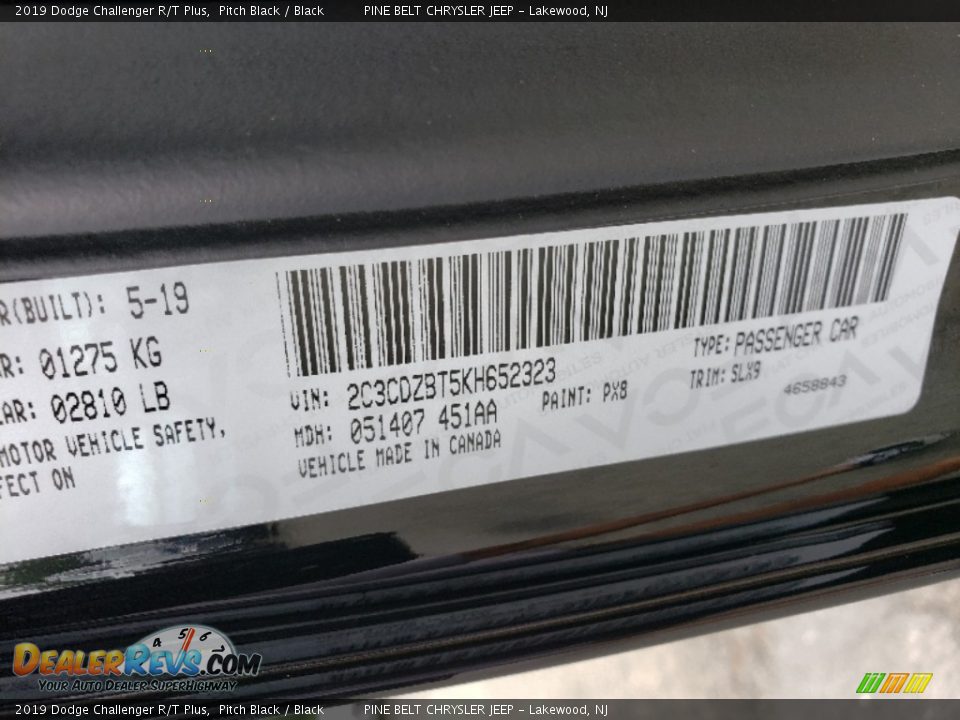 2019 Dodge Challenger R/T Plus, Pitch Black / Black PINE BELT CHRYSLER JEEP - Lakewood, NJ
R(BUILT): 5-19
R: 01275 KG
AR: 02810 LB
MOTOR VEHICLE SAFETY,
FECT ON
VIN: 2C3CDZBT5KH652323
MDH: 051407 451AA
VEHICLE MADE IN CANADA
PAINT: PX8
TYPE: PASSENGER CAR
TRIM: SLX9
4658843
4 5 6
DEALERREVS.COM
YOUR AUTO DEALER SUPERHIGHWAY
2019 Dodge Challenger R/T Plus, Pitch Black / Black PINE BELT CHRYSLER JEEP - Lakewood, NJ